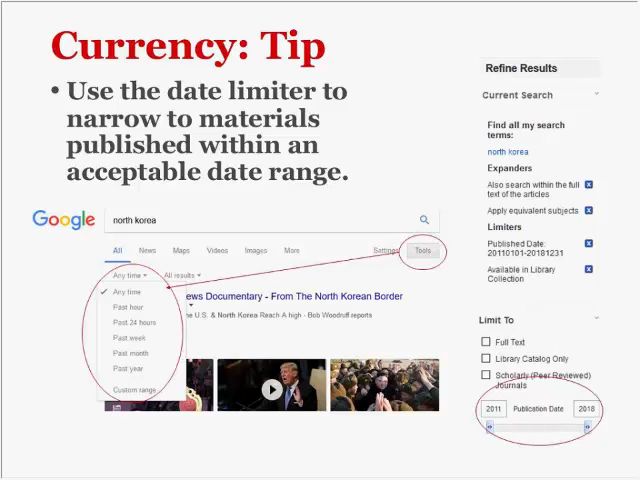 Currency: Tip
• Use the date limiter to
narrow to materials
published within an
acceptable date range.
Google
north korea
All News Maps Videos Images More Settings Tools
Any time All results
Any time
Past hour
Past 24 hours
Past week
Past month
Past year
Custom range
ews Documentary - From The North Korean Border
the U.S. & North Korea Reach A high - Bob Woodruff reports
Refine Results
Current Search
Find all my search
terms:
north korea
Expanders
Also search within the full
text of the articles
Apply equivalent subjects
Limiters
Published Date:
20110101-20181231
Available in Library
Collection
Limit To
Full Text
Library Catalog Only
Scholarly (Peer Reviewed)
Journals
2011 Publication Date 2018